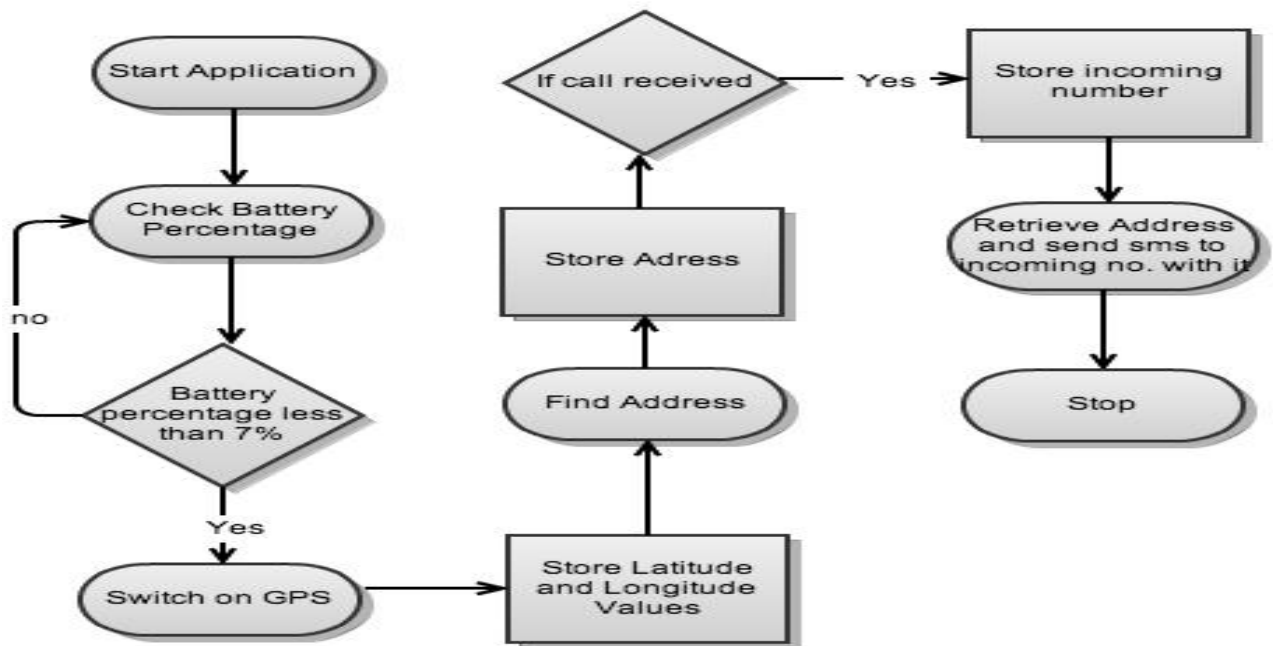 Start Application
Check Battery
Percentage
no
Battery
percentage less
than 7%
Yes
Switch on GPS
Store Latitude
and Longitude
Values
Find Address
Store Adress
If call received
Yes
Store incoming
number
Retrieve Address
and send sms to
incoming no. with it
Stop